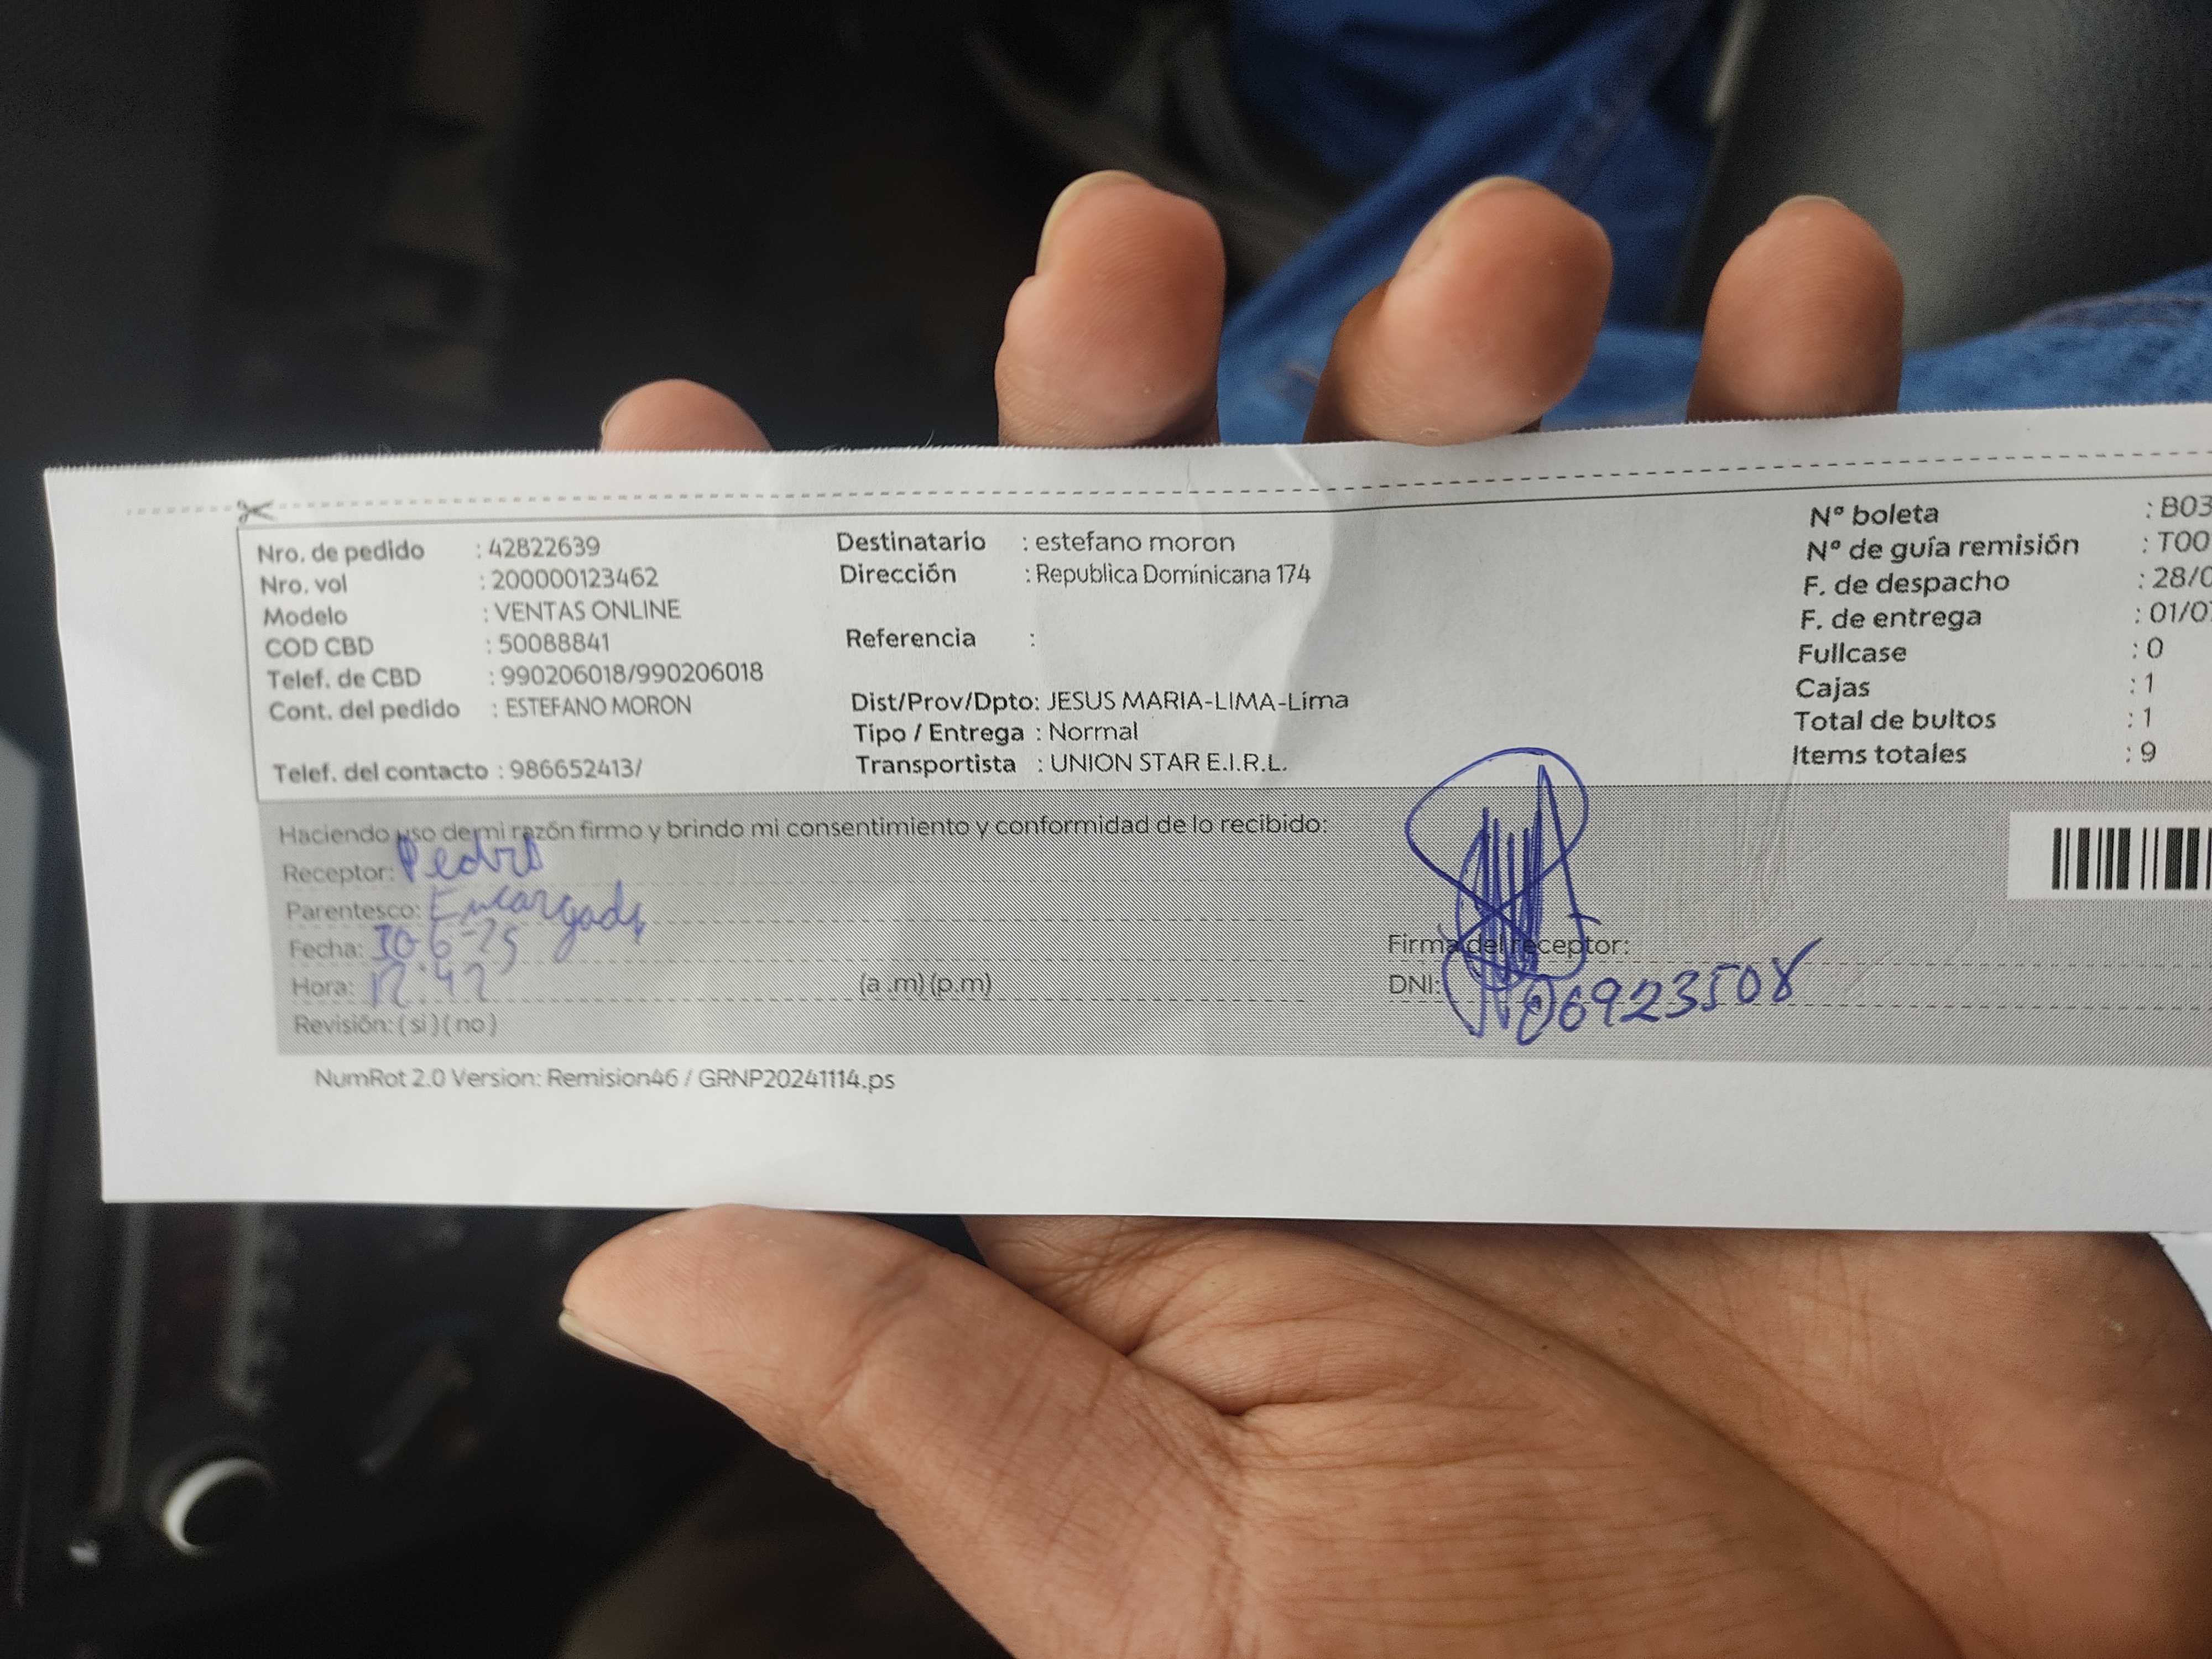 Nro. de pedido : 42822639
Nro. vol : 200000123462
Modelo : VENTAS ONLINE
COD CBD : 50088841
Telef. de CBD : 990206018/990206018
Cont. del pedido : ESTEFANO MORON
Telef. del contacto : 986652413/
Destinatario : estefano moron
Dirección : Republica Dominicana 174
Referencia :
Dist/Prov/Dpto: JESUS MARIA-LIMA-Lima
Tipo / Entrega : Normal
Transportista : UNION STAR E.I.R.L.
Nº boleta : B03
Nº de guía remisión : T00
F. de despacho : 28/0
F. de entrega : 01/0
Fullcase : 0
Cajas : 1
Total de bultos : 1
Items totales : 9
Haciendo uso de mi razón firmo y brindo mi consentimiento y conformidad de lo recibido:
Receptor: Pedro
Parentesco: Encargado
Fecha: 30-6-25
Hora: 12:42 (a .m) (p.m)
Revisión: ( si ) ( no )
Firma del receptor:
DNI: 06923508
NumRot 2.0 Version: Remision46 / GRNP20241114.ps